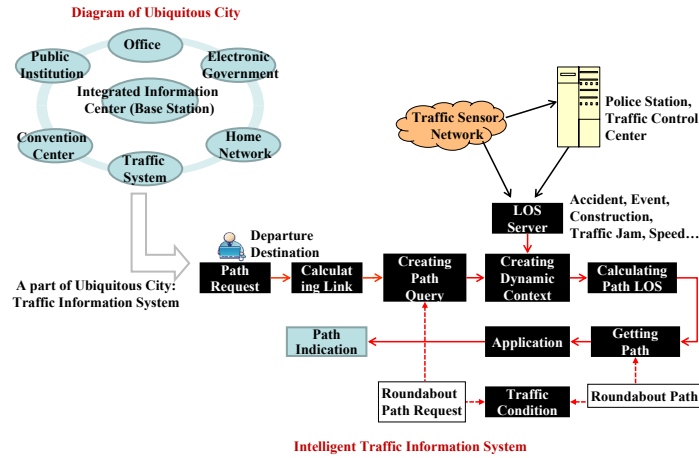 Diagram of Ubiquitous City
Office
Public
Institution
Electronic
Government
Integrated Information
Center (Base Station)
Convention
Center
Home
Network
Traffic
System
Traffic Sensor
Network
Police Station,
Traffic Control
Center
LOS
Server
Accident, Event,
Construction,
Traffic Jam, Speed…
Departure
Destination
A part of Ubiquitous City:
Traffic Information System
Path
Request
Calculat
ing Link
Creating
Path
Query
Creating
Dynamic
Context
Calculating
Path LOS
Path
Indication
Application
Getting
Path
Roundabout
Path Request
Traffic
Condition
Roundabout Path
Intelligent Traffic Information System